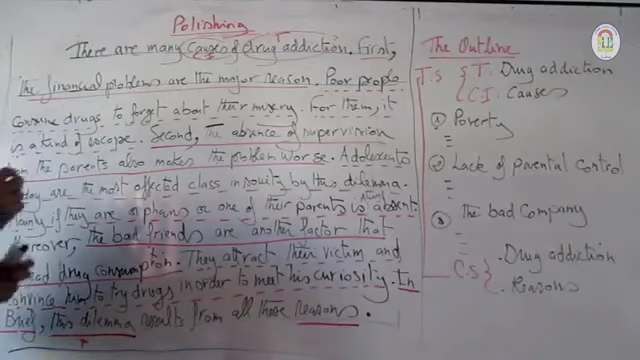 Polishing
There are many causes of drug addiction. First,
the financial problems are the major reason. Poor people
consume drugs to forget about their misery. For them, it
is a kind of escape. Second, the absence of supervision
the parents also makes the problem worse. Adolescents
are the most affected class in society by this dilemma.
if they are orphans or one of their parents is absent.
the bad friends are another factor that
drug consumption. They attract their victim and
convince him to try drugs in order to meet his curiosity. In
Brief, this dilemma results from all these reasons.
The Outline
T.S
T: Drug addiction
C.I: Causes
1 Poverty
2 Lack of parental control
3 The bad company
C.S
. Drug addiction
. Reasons